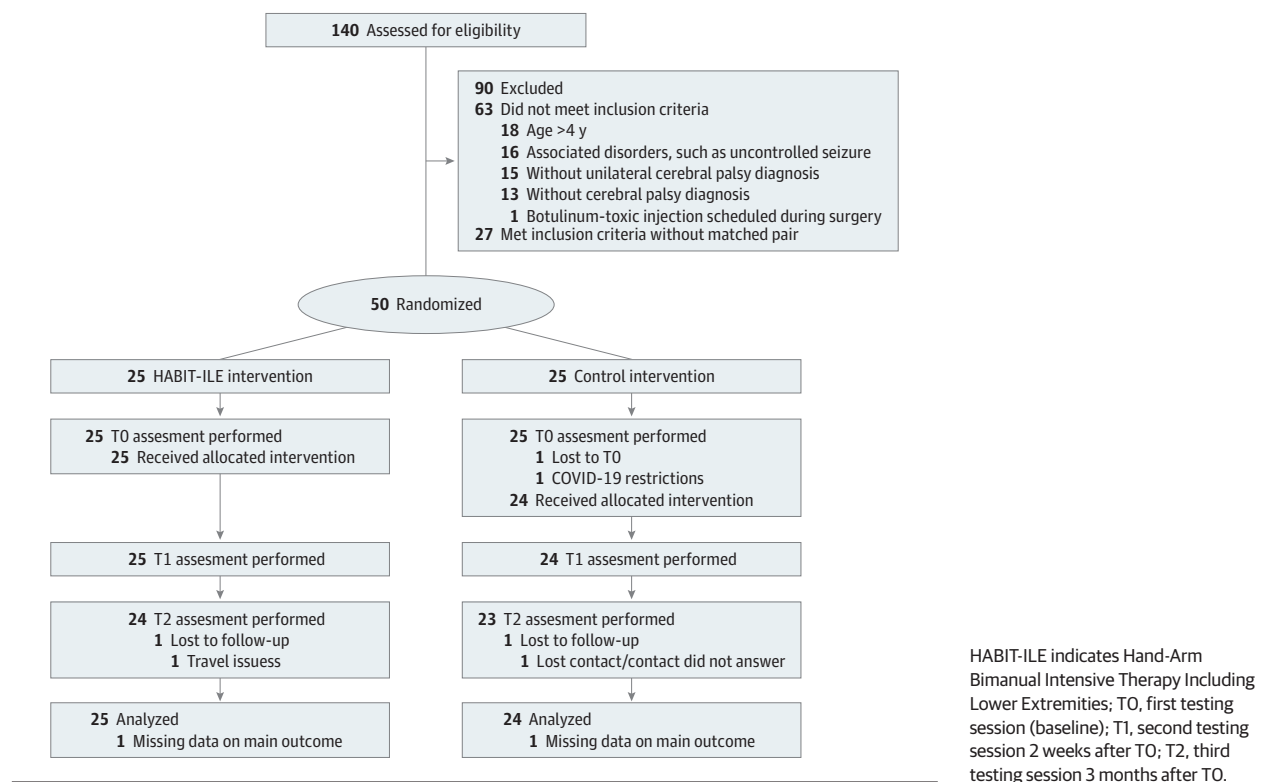 140 Assessed for eligibility
90 Excluded
63 Did not meet inclusion criteria
18 Age >4 y
16 Associated disorders, such as uncontrolled seizure
15 Without unilateral cerebral palsy diagnosis
13 Without cerebral palsy diagnosis
1 Botulinum-toxic injection scheduled during surgery
27 Met inclusion criteria without matched pair
50 Randomized
25 HABIT-ILE intervention
25 T0 assesment performed
25 Received allocated intervention
25 T1 assesment performed
24 T2 assesment performed
1 Lost to follow-up
1 Travel issuess
25 Analyzed
1 Missing data on main outcome
25 Control intervention
25 T0 assesment performed
1 Lost to T0
1 COVID-19 restrictions
24 Received allocated intervention
24 T1 assesment performed
23 T2 assesment performed
1 Lost to follow-up
1 Lost contact/contact did not answer
24 Analyzed
1 Missing data on main outcome
HABIT-ILE indicates Hand-Arm
Bimanual Intensive Therapy Including
Lower Extremities; T0, first testing
session (baseline); T1, second testing
session 2 weeks after T0; T2, third
testing session 3 months after T0.